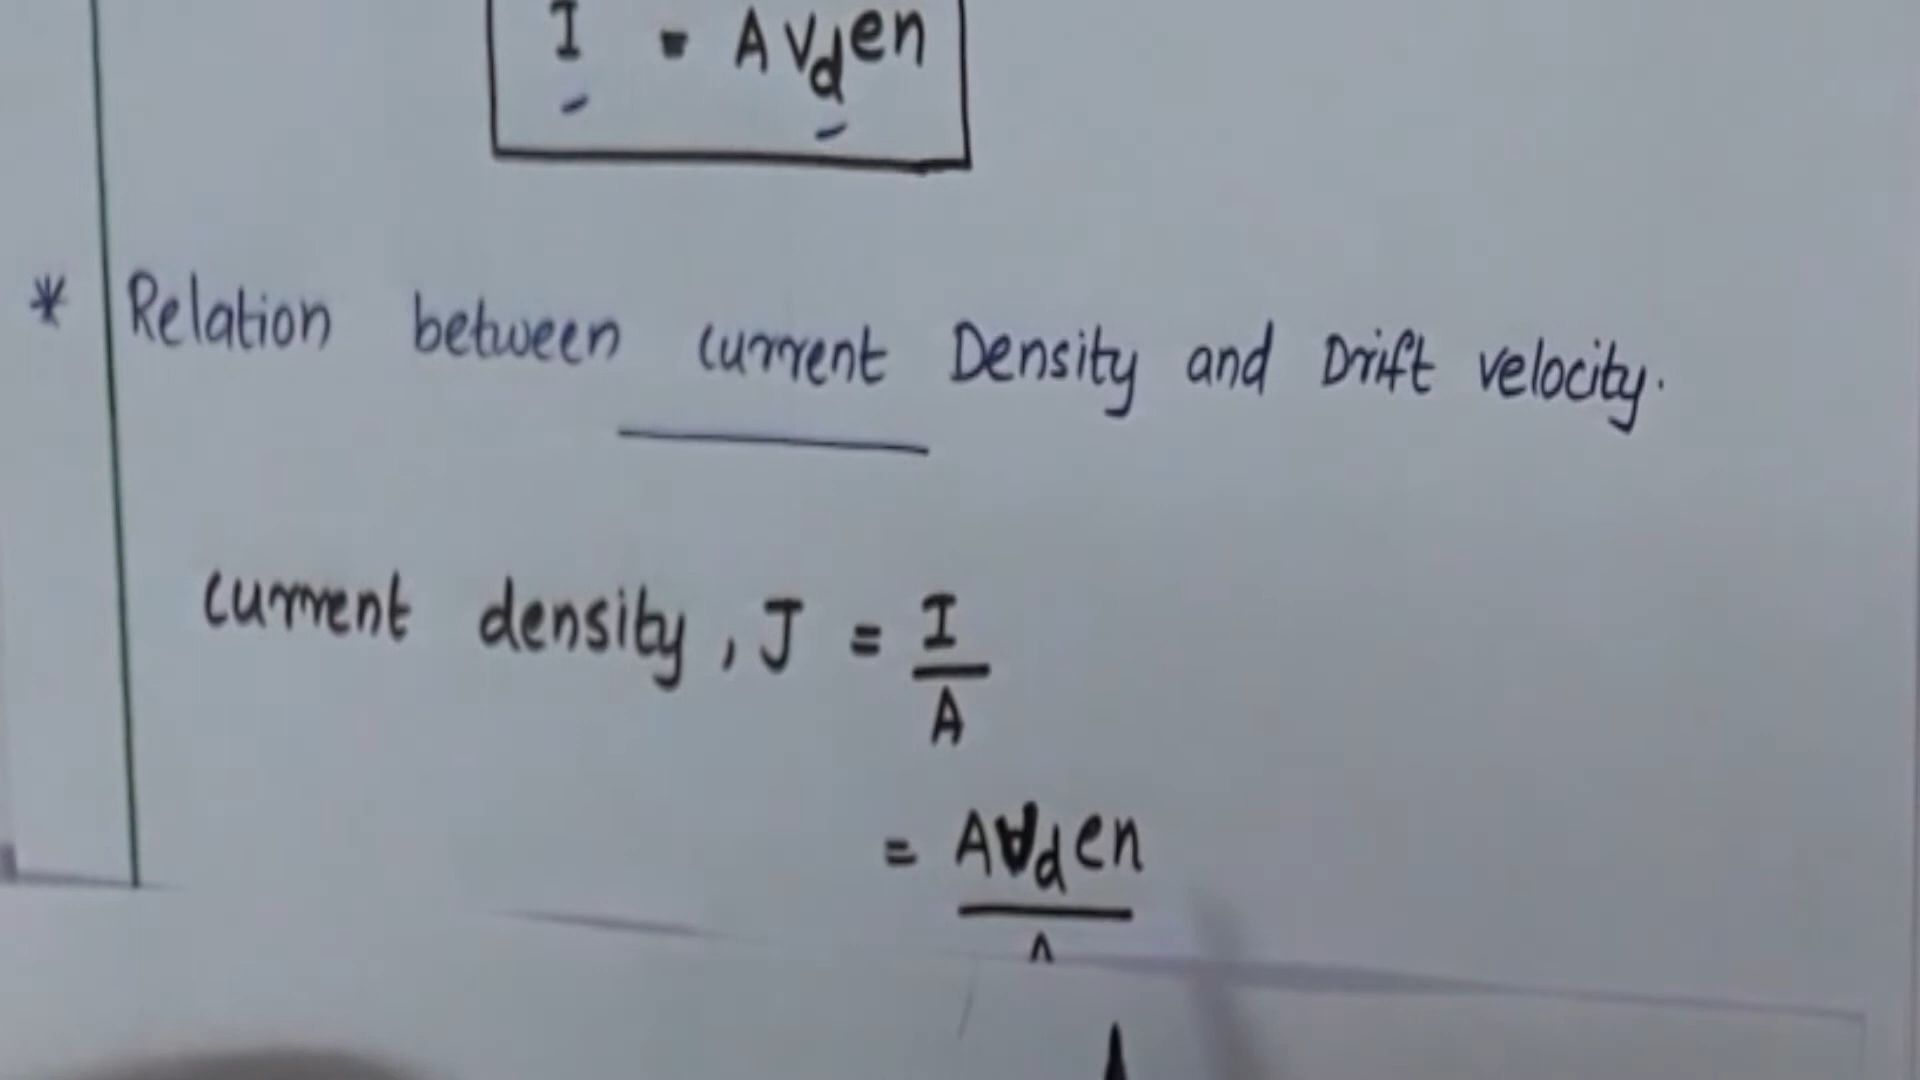 I = AVden
* Relation between current Density and Drift velocity.
current density, J = I
A
= AVden
A